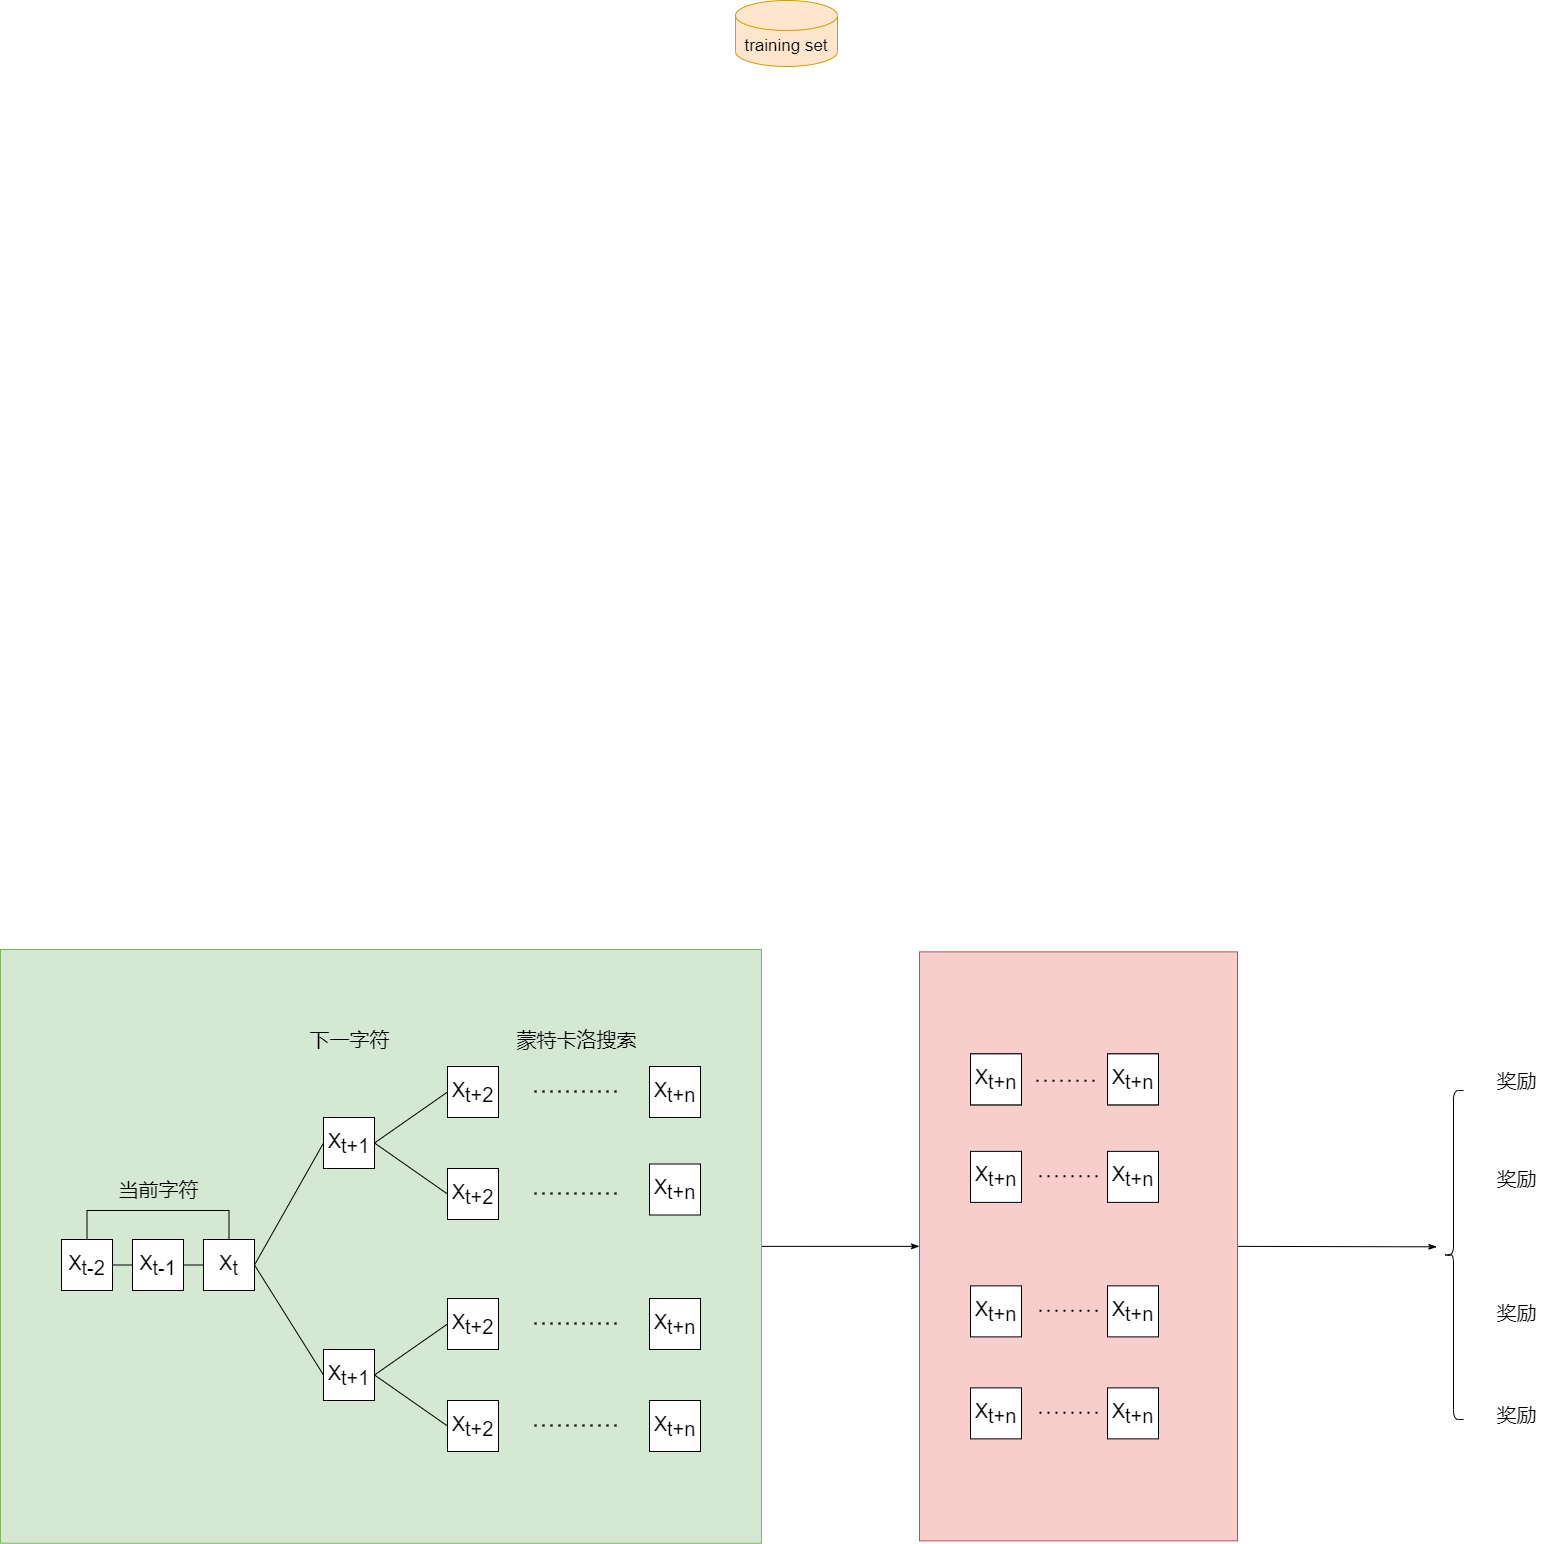 training set
下一字符
蒙特卡洛搜索
当前字符
X_{t-2} X_{t-1} X_t
X_{t+1}
X_{t+1}
X_{t+2} ........... X_{t+n}
X_{t+2} ........... X_{t+n}
X_{t+2} ........... X_{t+n}
X_{t+2} ........... X_{t+n}
X_{t+n} ........ X_{t+n}
X_{t+n} ........ X_{t+n}
X_{t+n} ........ X_{t+n}
X_{t+n} ........ X_{t+n}
奖励
奖励
奖励
奖励